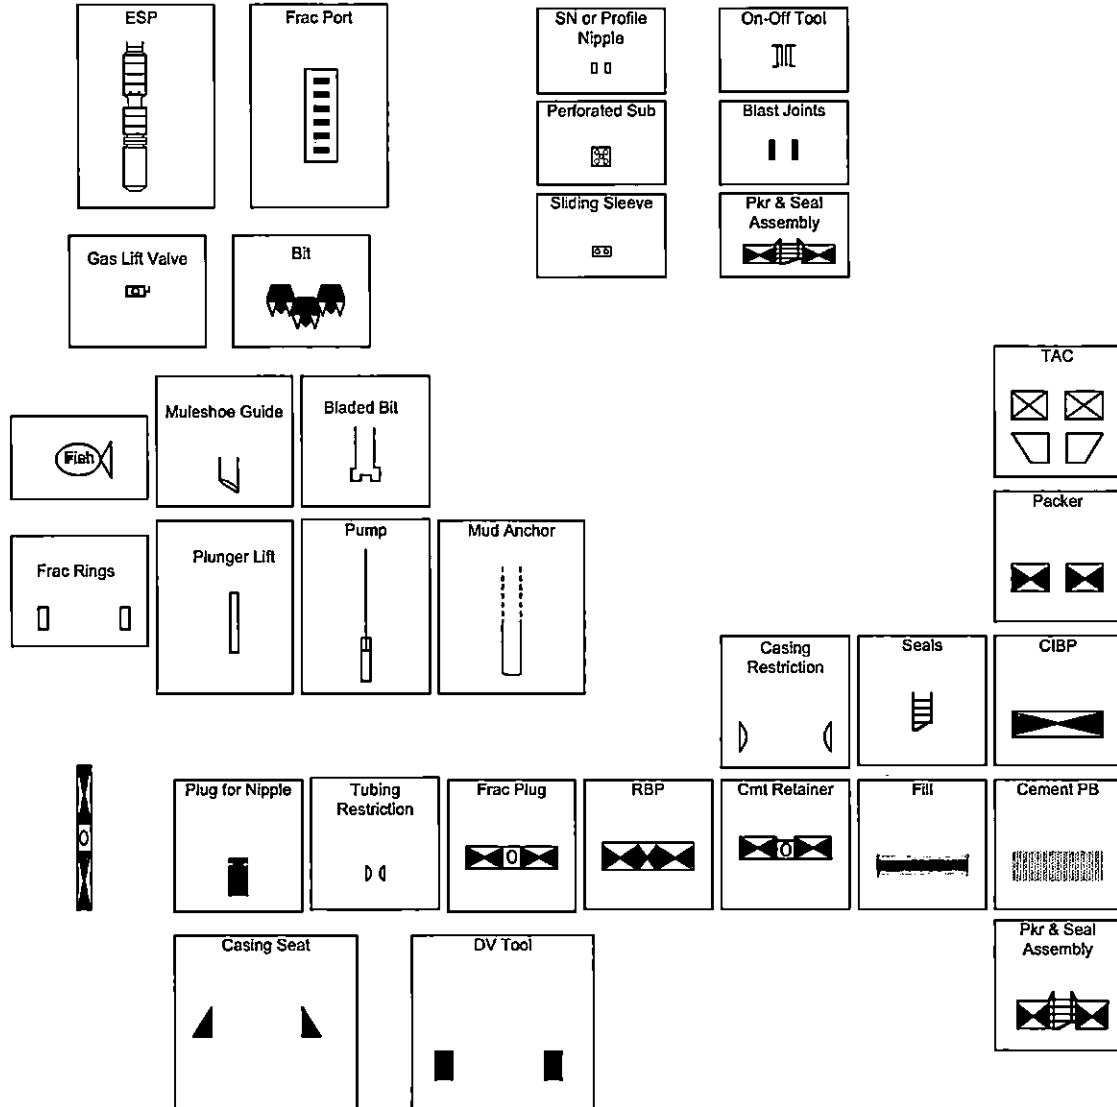 ESP
Frac Port
SN or Profile
Nipple
On-Off Tool
Perforated Sub
Blast Joints
Sliding Sleeve
Pkr & Seal
Assembly
Gas Lift Valve
Bit
TAC
Muleshoe Guide
Bladed Bit
Fish
Packer
Frac Rings
Plunger Lift
Pump
Mud Anchor
Casing
Restriction
Seals
CIBP
Plug for Nipple
Tubing
Restriction
Frac Plug
RBP
Cmt Retainer
Fill
Cement PB
Casing Seat
DV Tool
Pkr & Seal
Assembly